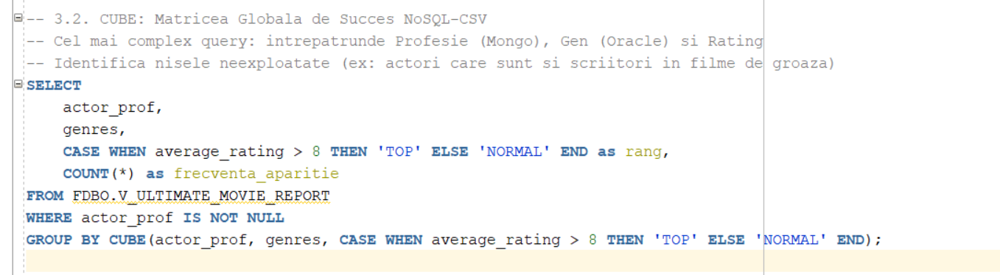 -- 3.2. CUBE: Matricea Globala de Succes NoSQL-CSV
-- Cel mai complex query: intrepatrunde Profesie (Mongo), Gen (Oracle) si Rating
-- Identifica nisele neexploatate (ex: actori care sunt si scriitori in filme de groaza)
SELECT
    actor_prof,
    genres,
    CASE WHEN average_rating > 8 THEN 'TOP' ELSE 'NORMAL' END as rang,
    COUNT(*) as frecventa_aparitie
FROM FDBO.V_ULTIMATE_MOVIE_REPORT
WHERE actor_prof IS NOT NULL
GROUP BY CUBE(actor_prof, genres, CASE WHEN average_rating > 8 THEN 'TOP' ELSE 'NORMAL' END);